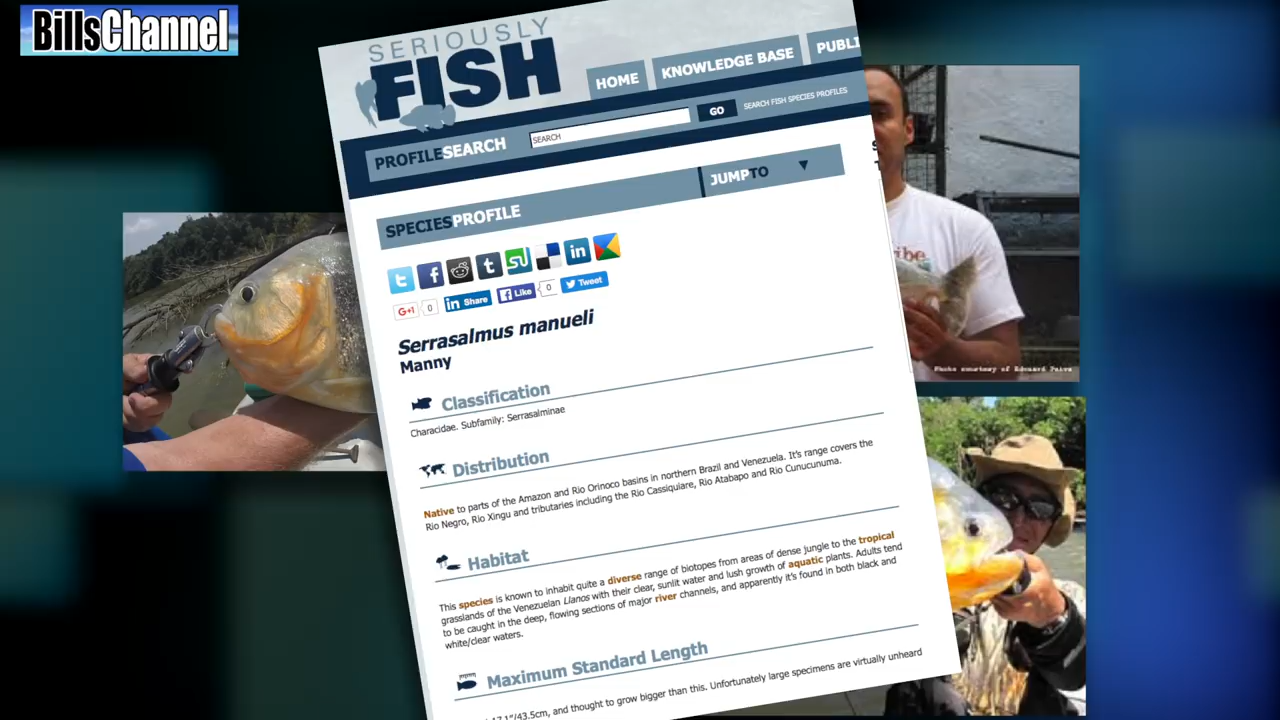 BillsChannel
SERIOUSLY
FISH
HOME
KNOWLEDGE BASE
PROFILESEARCH
SEARCH
GO
SEARCH FISH SPECIES PROFILES
JUMPTO
SPECIESPROFILE
G+1
0
in Share
Like
0
Tweet
Serrasalmus manueli
Manny
Classification
Characidae. Subfamily: Serrasalminae
Distribution
Native to parts of the Amazon and Rio Orinoco basins in northern Brazil and Venezuela. It's range covers the
Rio Negro, Rio Xingu and tributaries including the Rio Cassiquiare, Rio Atabapo and Rio Cunucunuma.
Habitat
This species is known to inhabit quite a diverse range of biotopes from areas of dense jungle to the tropical
grasslands of the Venezuelan Llanos with their clear, sunlit water and lush growth of aquatic plants. Adults tend
to be caught in the deep, flowing sections of major river channels, and apparently it's found in both black and
white/clear waters.
Maximum Standard Length
17.1"/43.5cm, and thought to grow bigger than this. Unfortunately large specimens are virtually unheard
Photo courtesy of